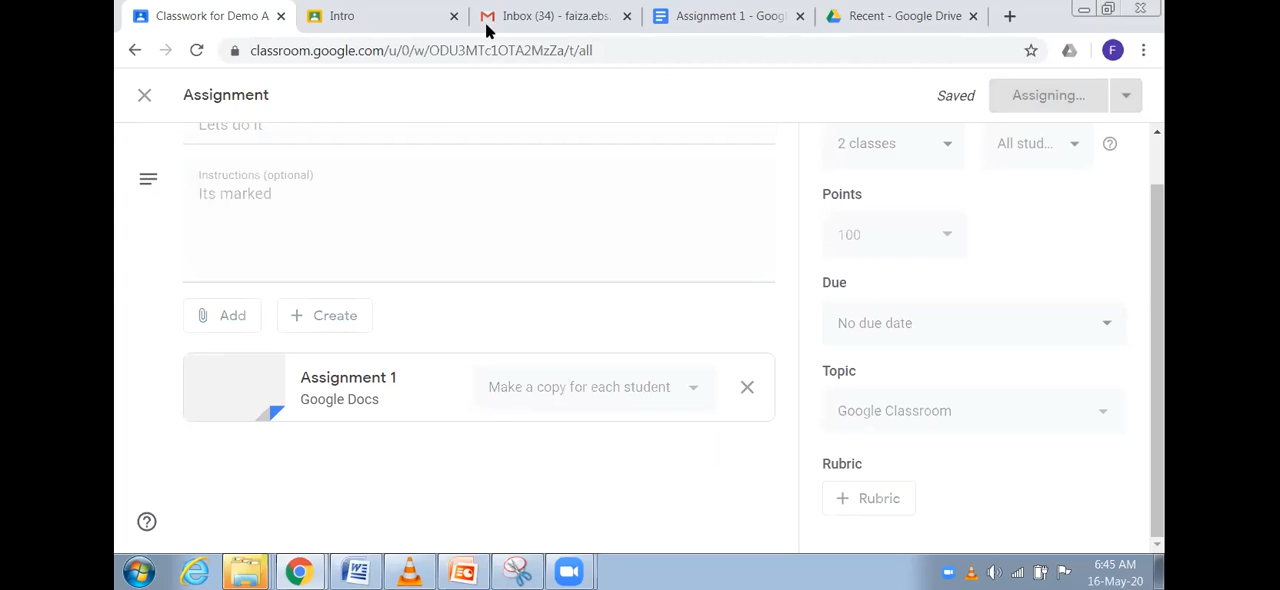 Classwork for Demo A
Intro
Inbox (34) - faiza.ebs.
Assignment 1 - Goog
Recent - Google Drive
classroom.google.com/u/0/w/ODU3MTc1OTA2MzZa/t/all
F
Assignment
Saved
Assigning...
Lets do it
2 classes
All stud...
Instructions (optional)
Its marked
Points
100
Due
No due date
Add
Create
Topic
Assignment 1
Google Docs
Make a copy for each student
Google Classroom
Rubric
Rubric
6:45 AM
16-May-20